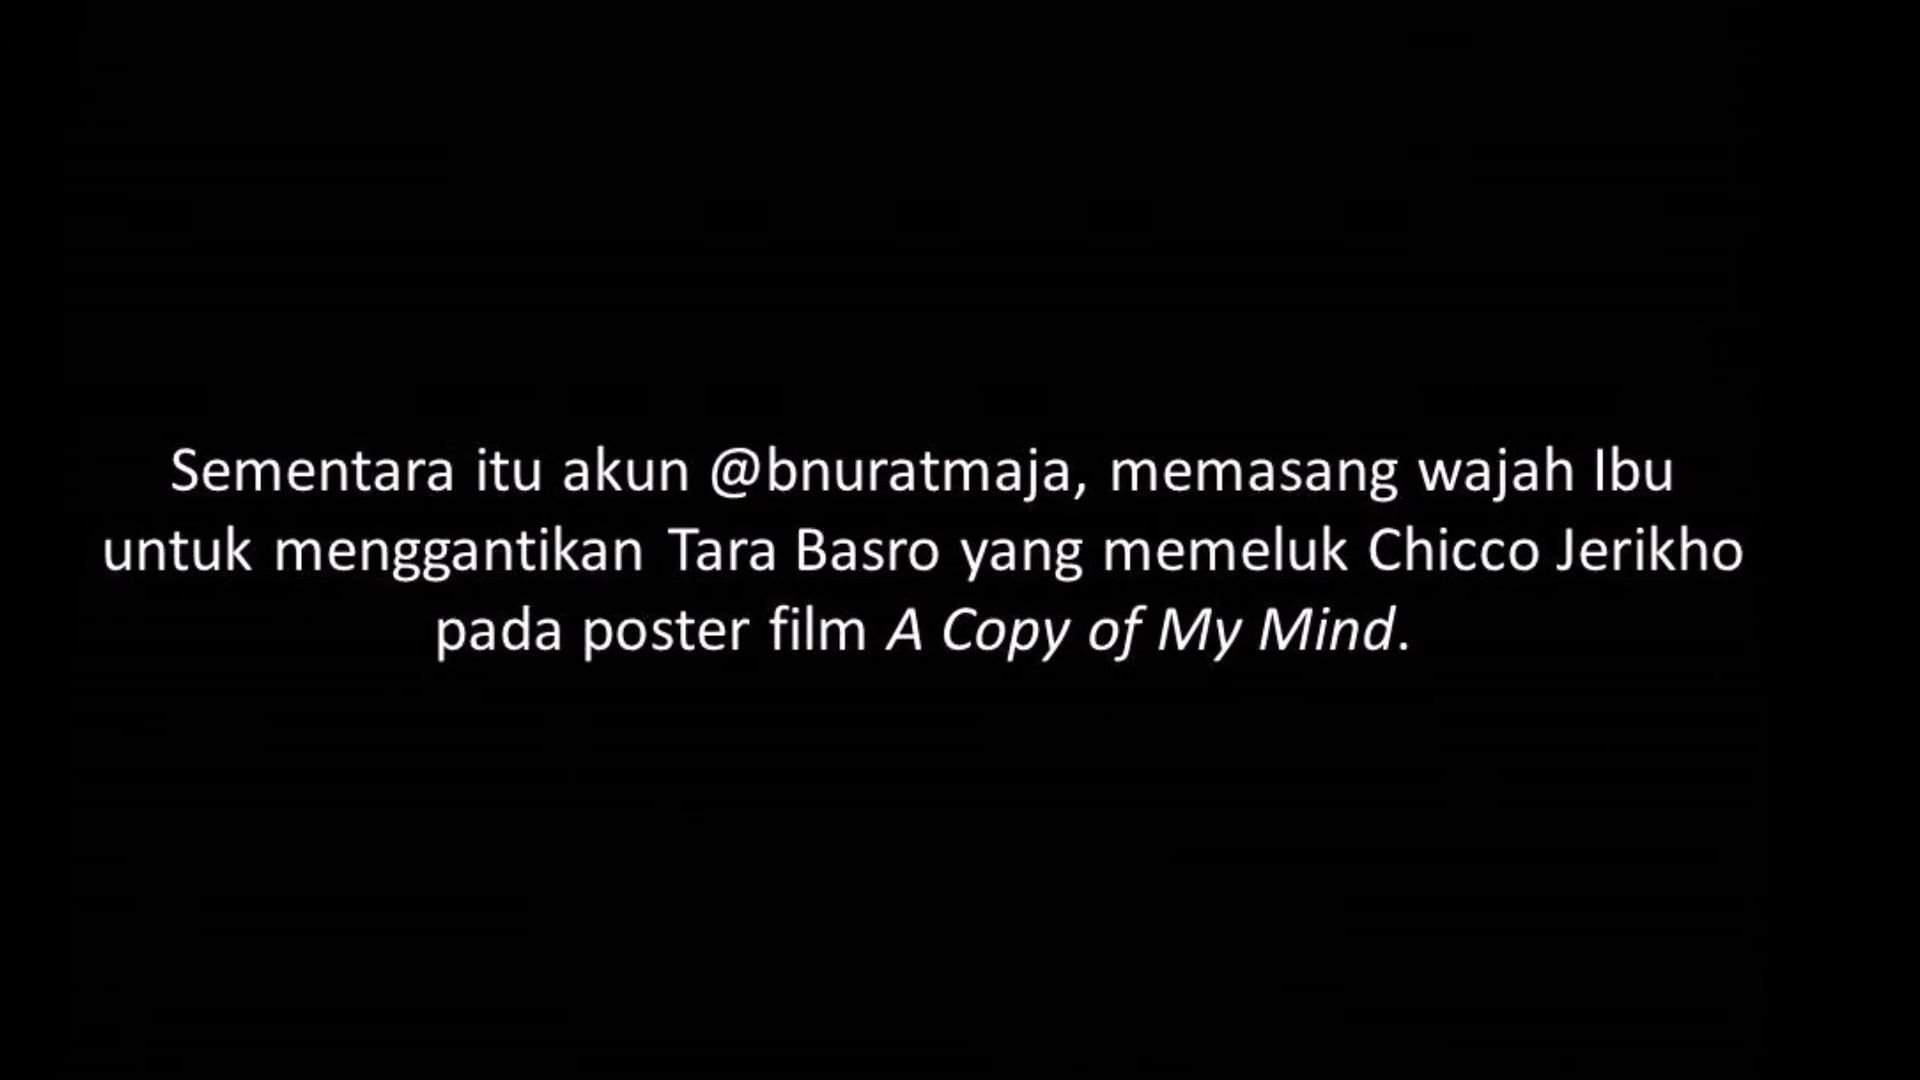 Sementara itu akun @bnuratmaja, memasang wajah Ibu
untuk menggantikan Tara Basro yang memeluk Chicco Jerikho
pada poster film A Copy of My Mind.